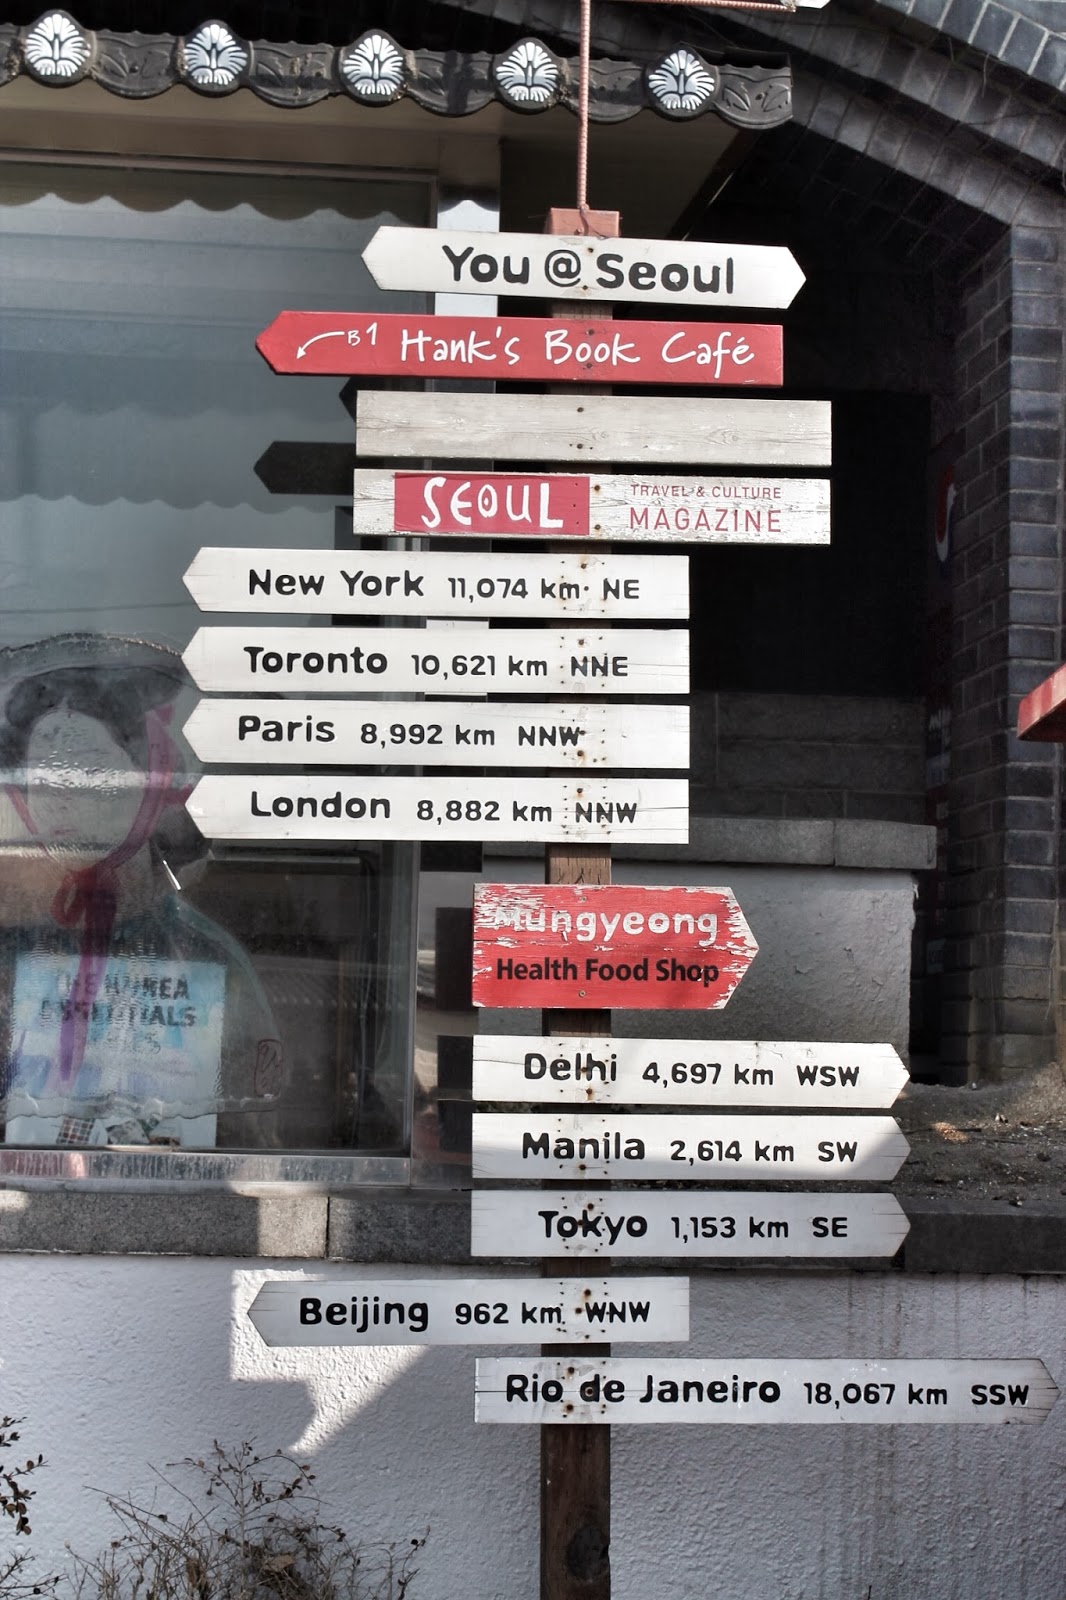 You @ Seoul
B1 Hank's Book Café
SEOUL TRAVEL & CULTURE
MAGAZINE
New York 11,074 km NE
Toronto 10,621 km NNE
Paris 8,992 km NNW
London 8,882 km NNW
Mungyeong
Health Food Shop
THE KOREA
ESSENTIALS
Delhi 4,697 km WSW
Manila 2,614 km SW
Tokyo 1,153 km SE
Beijing 962 km WNW
Rio de Janeiro 18,067 km SSW